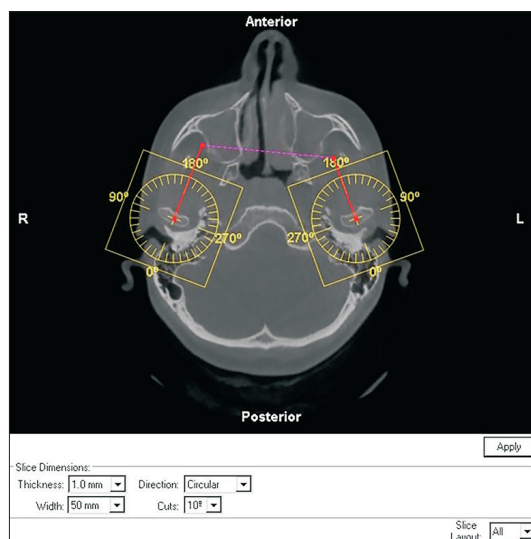 Anterior
180º 180º
90º 90º
R L
270º 270º
0º 0º
Posterior
Apply
Slice Dimensions:
Thickness: 1.0 mm Direction: Circular
Width: 50 mm Cuts: 10º
Slice
Layout: All